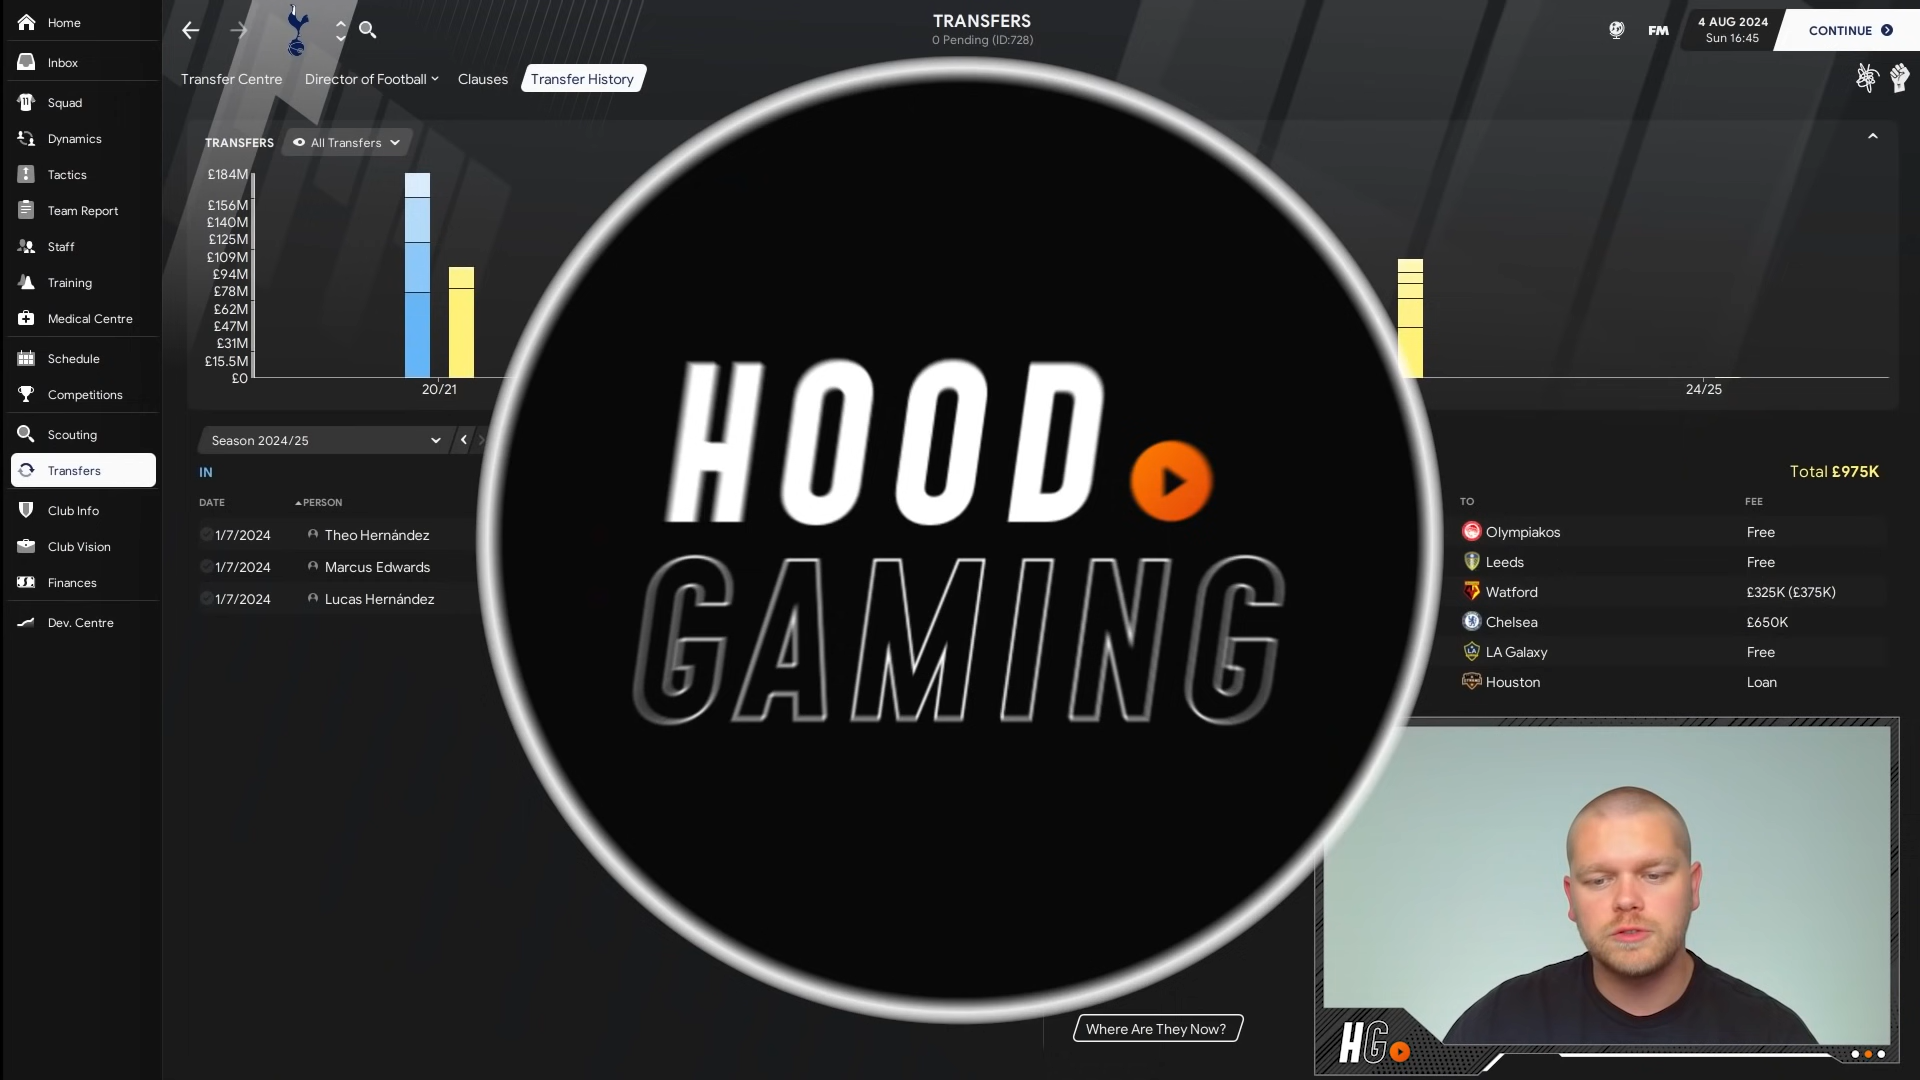 Home
Inbox
Squad
Dynamics
Tactics
Team Report
Staff
Training
Medical Centre
Schedule
Competitions
Scouting
Transfers
Club Info
Club Vision
Finances
Dev. Centre
TRANSFERS
0 Pending (ID:728)
FM
4 AUG 2024
Sun 16:45
CONTINUE
Transfer Centre
Director of Football
Clauses
Transfer History
TRANSFERS
All Transfers
£184M
£156M
£140M
£125M
£109M
£94M
£78M
£62M
£47M
£31M
£15.5M
£0
20/21
24/25
Season 2024/25
IN
DATE PERSON
1/7/2024 Theo Hernández
1/7/2024 Marcus Edwards
1/7/2024 Lucas Hernández
HOOD
GAMING
Total £975K
TO FEE
Olympiakos Free
Leeds Free
Watford £325K (£375K)
Chelsea £650K
LA Galaxy Free
Houston Loan
Where Are They Now?
HG